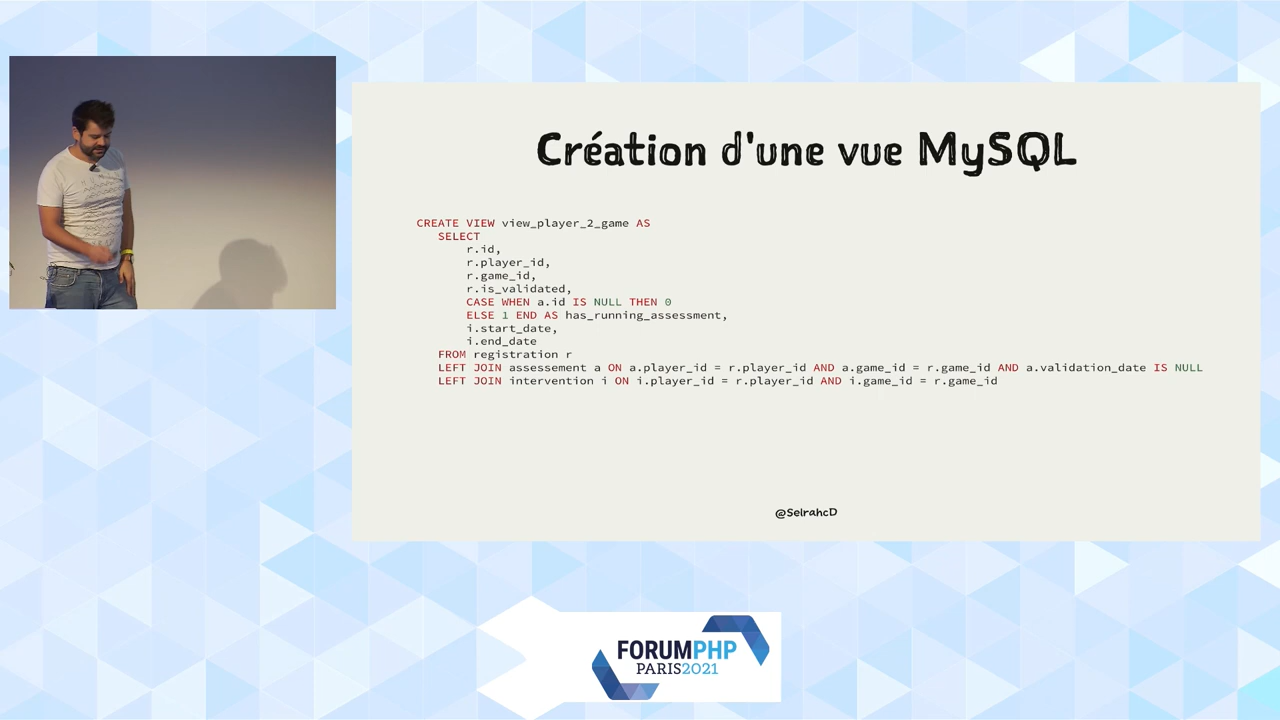 Création d'une vue MySQL
CREATE VIEW view_player_2_game AS
SELECT
r.id,
r.player_id,
r.game_id,
r.is_validated,
CASE WHEN a.id IS NULL THEN 0
ELSE 1 END AS has_running_assessment,
i.start_date,
i.end_date
FROM registration r
LEFT JOIN assessement a ON a.player_id = r.player_id AND a.game_id = r.game_id AND a.validation_date IS NULL
LEFT JOIN intervention i ON i.player_id = r.player_id AND i.game_id = r.game_id
@SelrahcD
FORUMPHP
PARIS2021